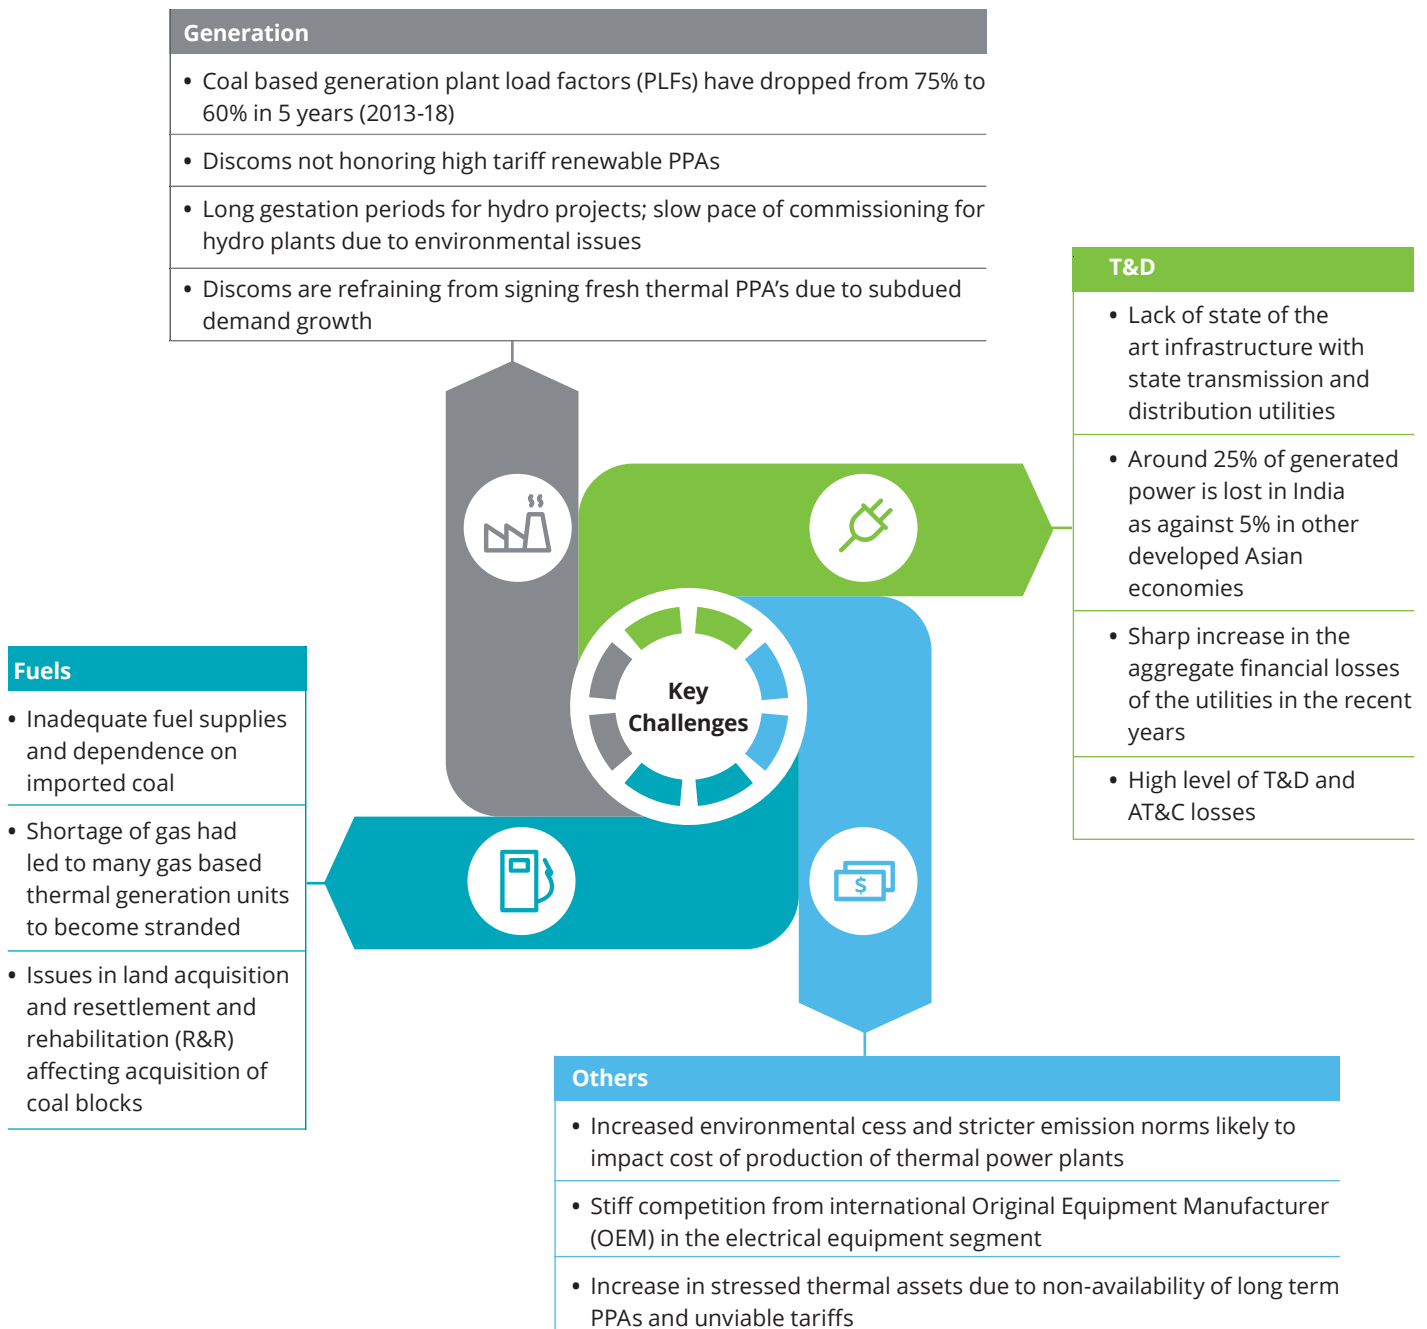 Generation
• Coal based generation plant load factors (PLFs) have dropped from 75% to
60% in 5 years (2013-18)
• Discoms not honoring high tariff renewable PPAs
• Long gestation periods for hydro projects; slow pace of commissioning for
hydro plants due to environmental issues
• Discoms are refraining from signing fresh thermal PPA’s due to subdued
demand growth
T&D
• Lack of state of the
art infrastructure with
state transmission and
distribution utilities
• Around 25% of generated
power is lost in India
as against 5% in other
developed Asian
economies
• Sharp increase in the
aggregate financial losses
of the utilities in the recent
years
• High level of T&D and
AT&C losses
Key
Challenges
Fuels
• Inadequate fuel supplies
and dependence on
imported coal
• Shortage of gas had
led to many gas based
thermal generation units
to become stranded
• Issues in land acquisition
and resettlement and
rehabilitation (R&R)
affecting acquisition of
coal blocks
$
Others
• Increased environmental cess and stricter emission norms likely to
impact cost of production of thermal power plants
• Stiff competition from international Original Equipment Manufacturer
(OEM) in the electrical equipment segment
• Increase in stressed thermal assets due to non-availability of long term
PPAs and unviable tariffs